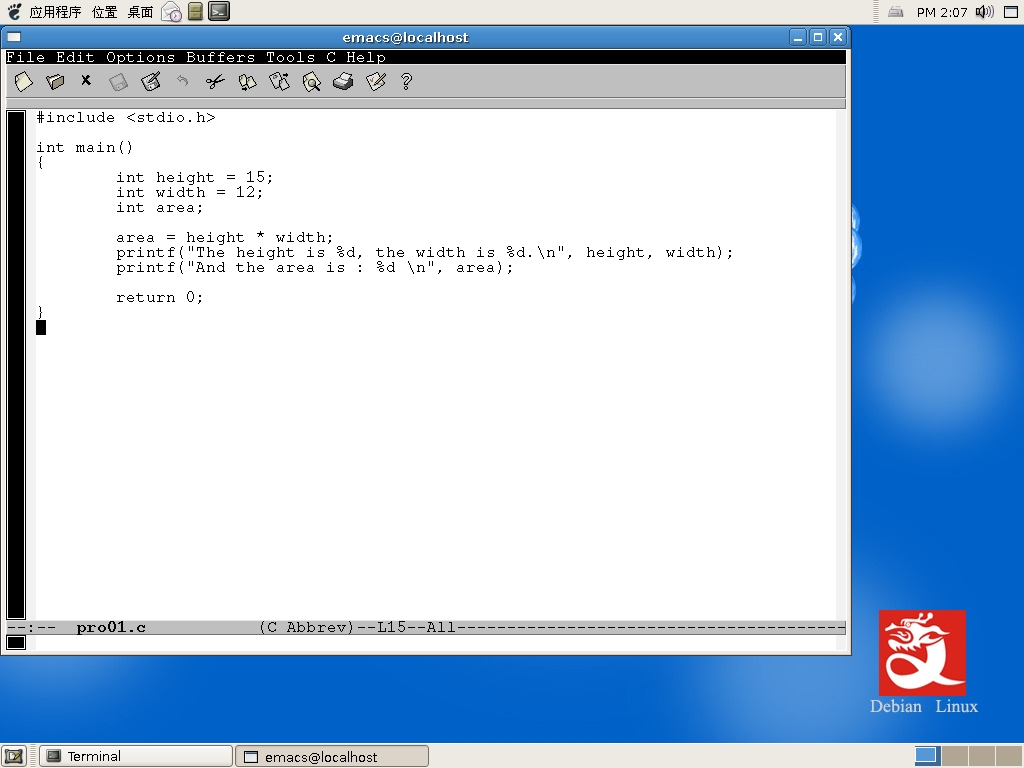 应用程序 位置 桌面 PM 2:07
emacs@localhost
File Edit Options Buffers Tools C Help
#include <stdio.h>
int main()
{
int height = 15;
int width = 12;
int area;
area = height * width;
printf("The height is %d, the width is %d.\n", height, width);
printf("And the area is : %d \n", area);
return 0;
}
--:-- pro01.c (C Abbrev)--L15--All---------------------------------------
Debian Linux
Terminal emacs@localhost